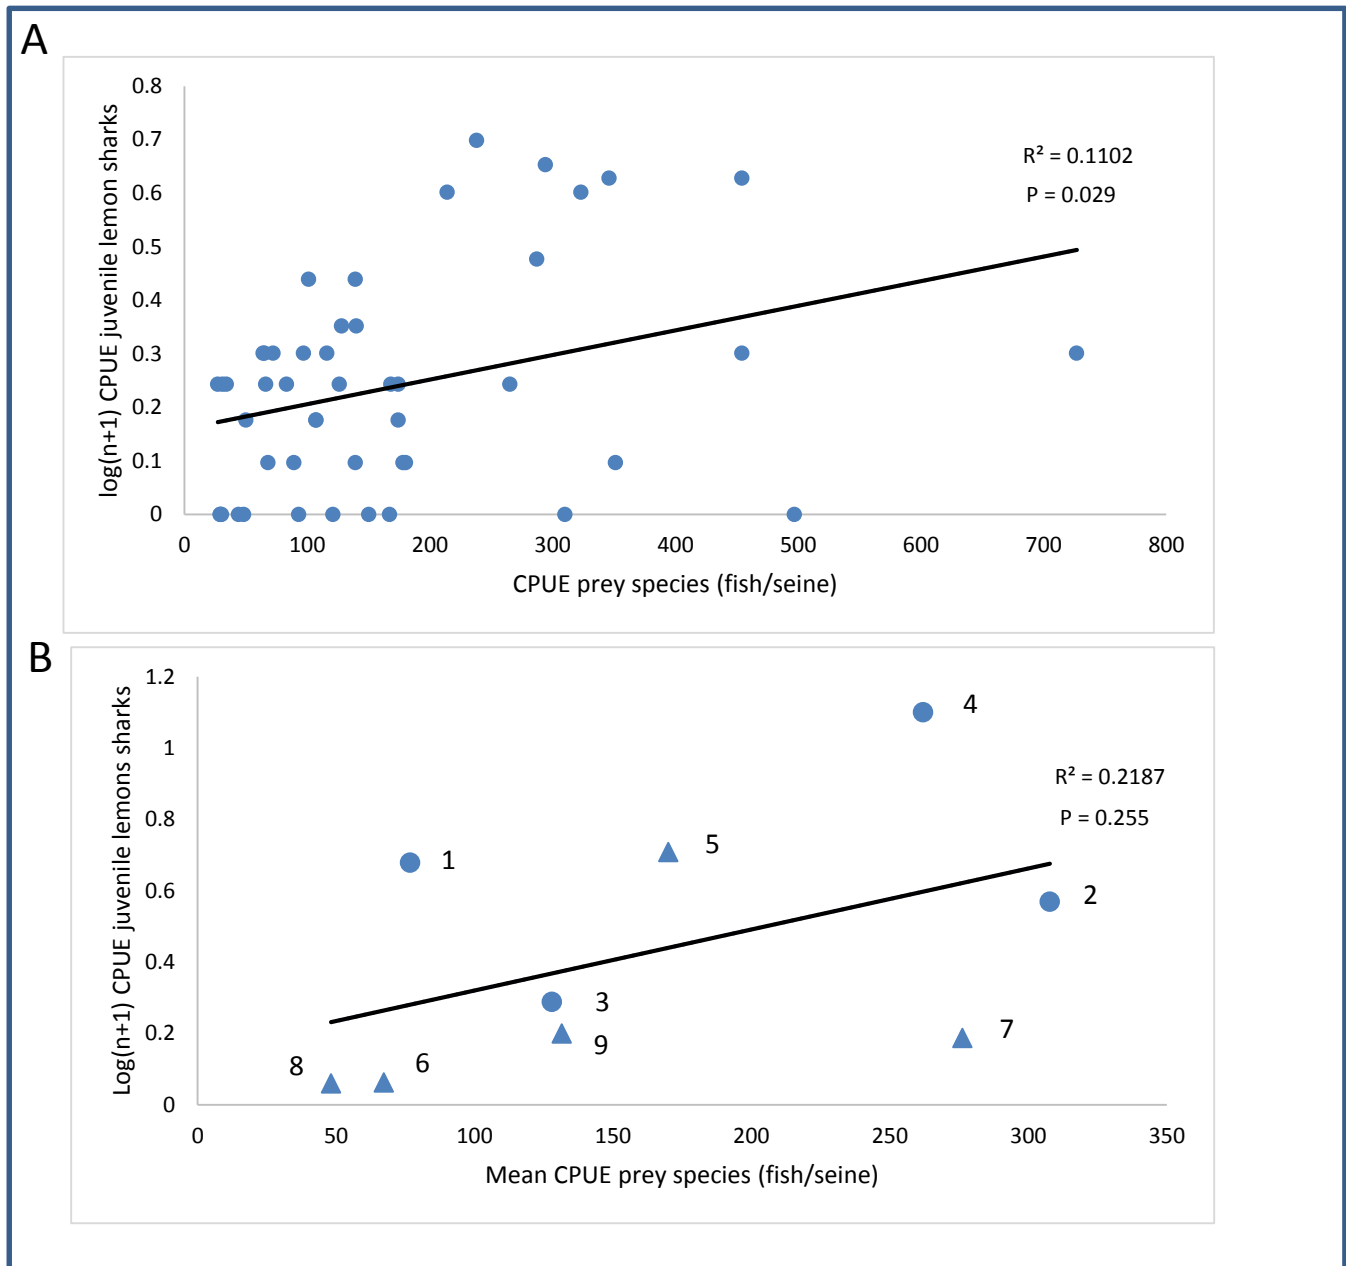 A
0.8
0.7
0.6
0.5
0.4
0.3
0.2
0.1
0
log(n+1) CPUE juvenile lemon sharks
R² = 0.1102
P = 0.029
0 100 200 300 400 500 600 700 800
CPUE prey species (fish/seine)
B
1.2
1
0.8
0.6
0.4
0.2
0
Log(n+1) CPUE juvenile lemons sharks
4
R² = 0.2187
P = 0.255
5
1
2
3
9
7
8
6
0 50 100 150 200 250 300 350
Mean CPUE prey species (fish/seine)